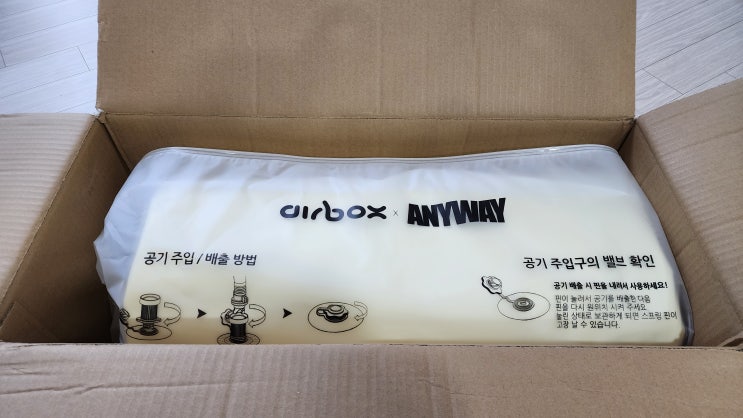 airbox × ANYWAY
공기 주입 / 배출 방법
공기 주입구의 밸브 확인
공기 배출 시 핀을 내려서 사용하세요!
핀이 눌러서 공기를 배출한 다음
핀을 다시 원위치 시켜 주세요.
눌린 상태로 보관하게 되면 스프링 핀이
고장 날 수 있습니다.